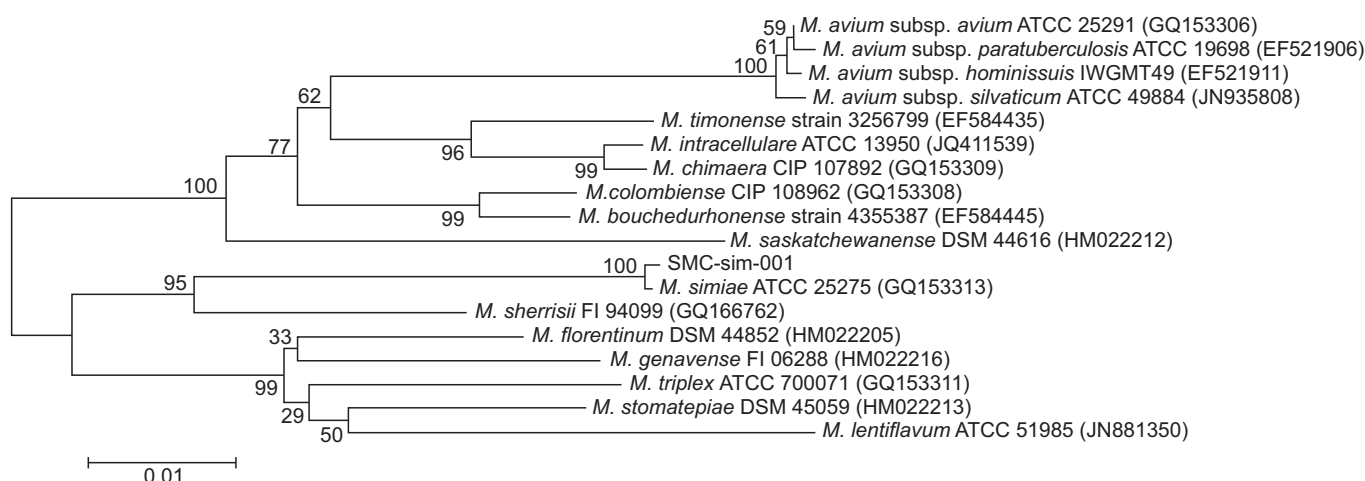 59 M. avium subsp. avium ATCC 25291 (GQ153306)
61 M. avium subsp. paratuberculosis ATCC 19698 (EF521906)
100 M. avium subsp. hominissuis IWGMT49 (EF521911)
M. avium subsp. silvaticum ATCC 49884 (JN935808)
62
M. timonense strain 3256799 (EF584435)
77 96 M. intracellulare ATCC 13950 (JQ411539)
99 M. chimaera CIP 107892 (GQ153309)
100 M.colombiense CIP 108962 (GQ153308)
99 M. bouchedurhonense strain 4355387 (EF584445)
M. saskatchewanense DSM 44616 (HM022212)
100 SMC-sim-001
95 M. simiae ATCC 25275 (GQ153313)
M. sherrisii FI 94099 (GQ166762)
33 M. florentinum DSM 44852 (HM022205)
M. genavense FI 06288 (HM022216)
99 M. triplex ATCC 700071 (GQ153311)
29 M. stomatepiae DSM 45059 (HM022213)
50 M. lentiflavum ATCC 51985 (JN881350)
0.01